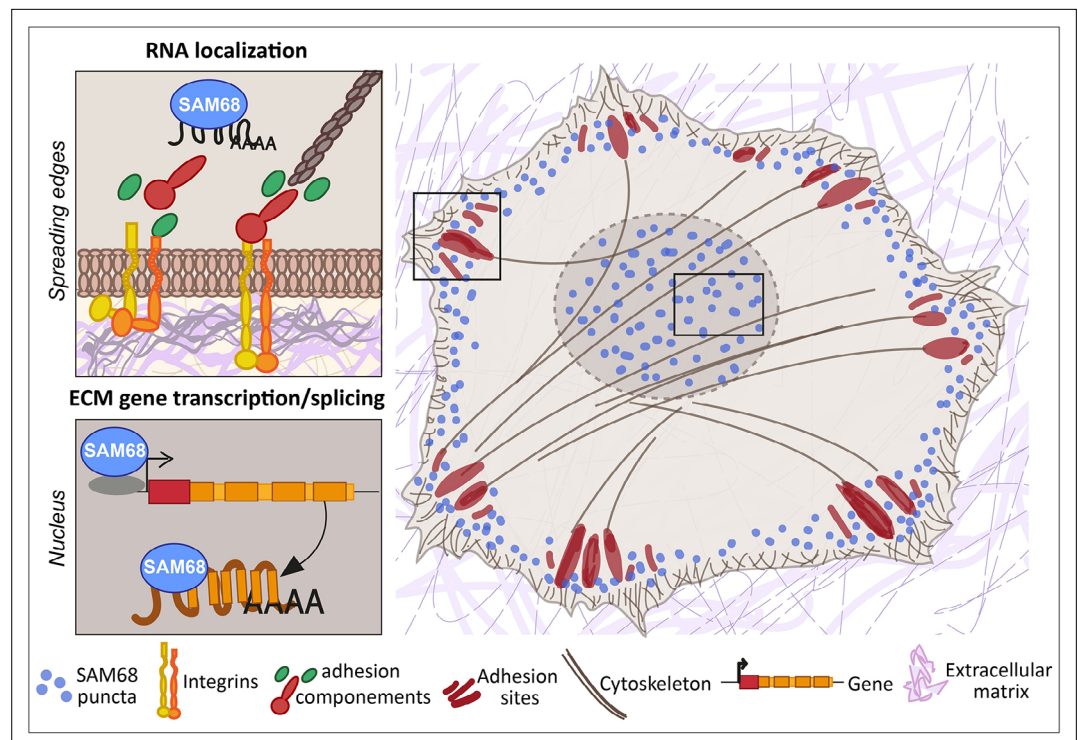 RNA localization
SAM68
AAAA
Spreading edges
ECM gene transcription/splicing
SAM68
SAM68
AAAA
Nucleus
SAM68
puncta
Integrins
adhesion
componements
Adhesion
sites
Cytoskeleton
Gene
Extracellular
matrix